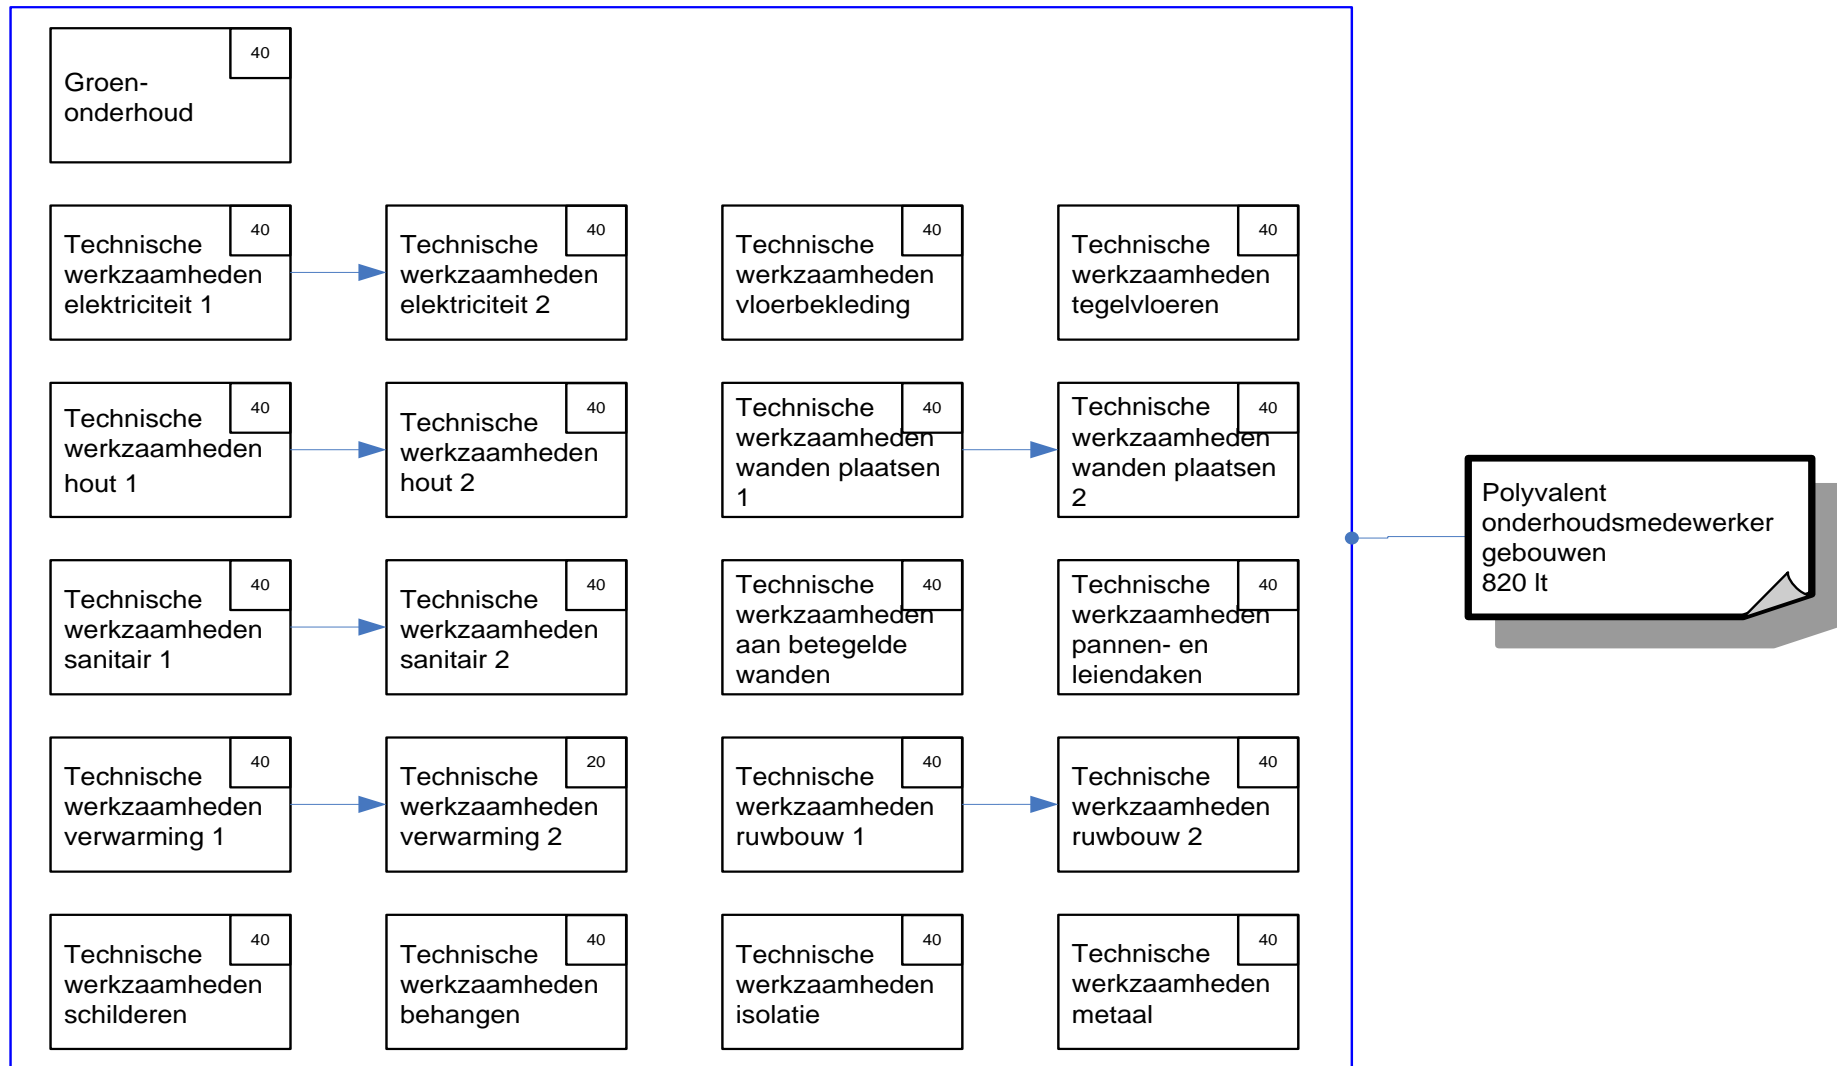 40
Groen-
onderhoud
40
Technische
werkzaamheden
elektriciteit 1
40
Technische
werkzaamheden
elektriciteit 2
40
Technische
werkzaamheden
vloerbekleding
40
Technische
werkzaamheden
tegelvloeren
40
Technische
werkzaamheden
hout 1
40
Technische
werkzaamheden
hout 2
40
Technische
werkzaamheden
wanden plaatsen
1
40
Technische
werkzaamheden
wanden plaatsen
2
Polyvalent
onderhoudsmedewerker
gebouwen
820 lt
40
Technische
werkzaamheden
sanitair 1
40
Technische
werkzaamheden
sanitair 2
40
Technische
werkzaamheden
aan betegelde
wanden
40
Technische
werkzaamheden
pannen- en
leiendaken
40
Technische
werkzaamheden
verwarming 1
20
Technische
werkzaamheden
verwarming 2
40
Technische
werkzaamheden
ruwbouw 1
40
Technische
werkzaamheden
ruwbouw 2
40
Technische
werkzaamheden
schilderen
40
Technische
werkzaamheden
behangen
40
Technische
werkzaamheden
isolatie
40
Technische
werkzaamheden
metaal